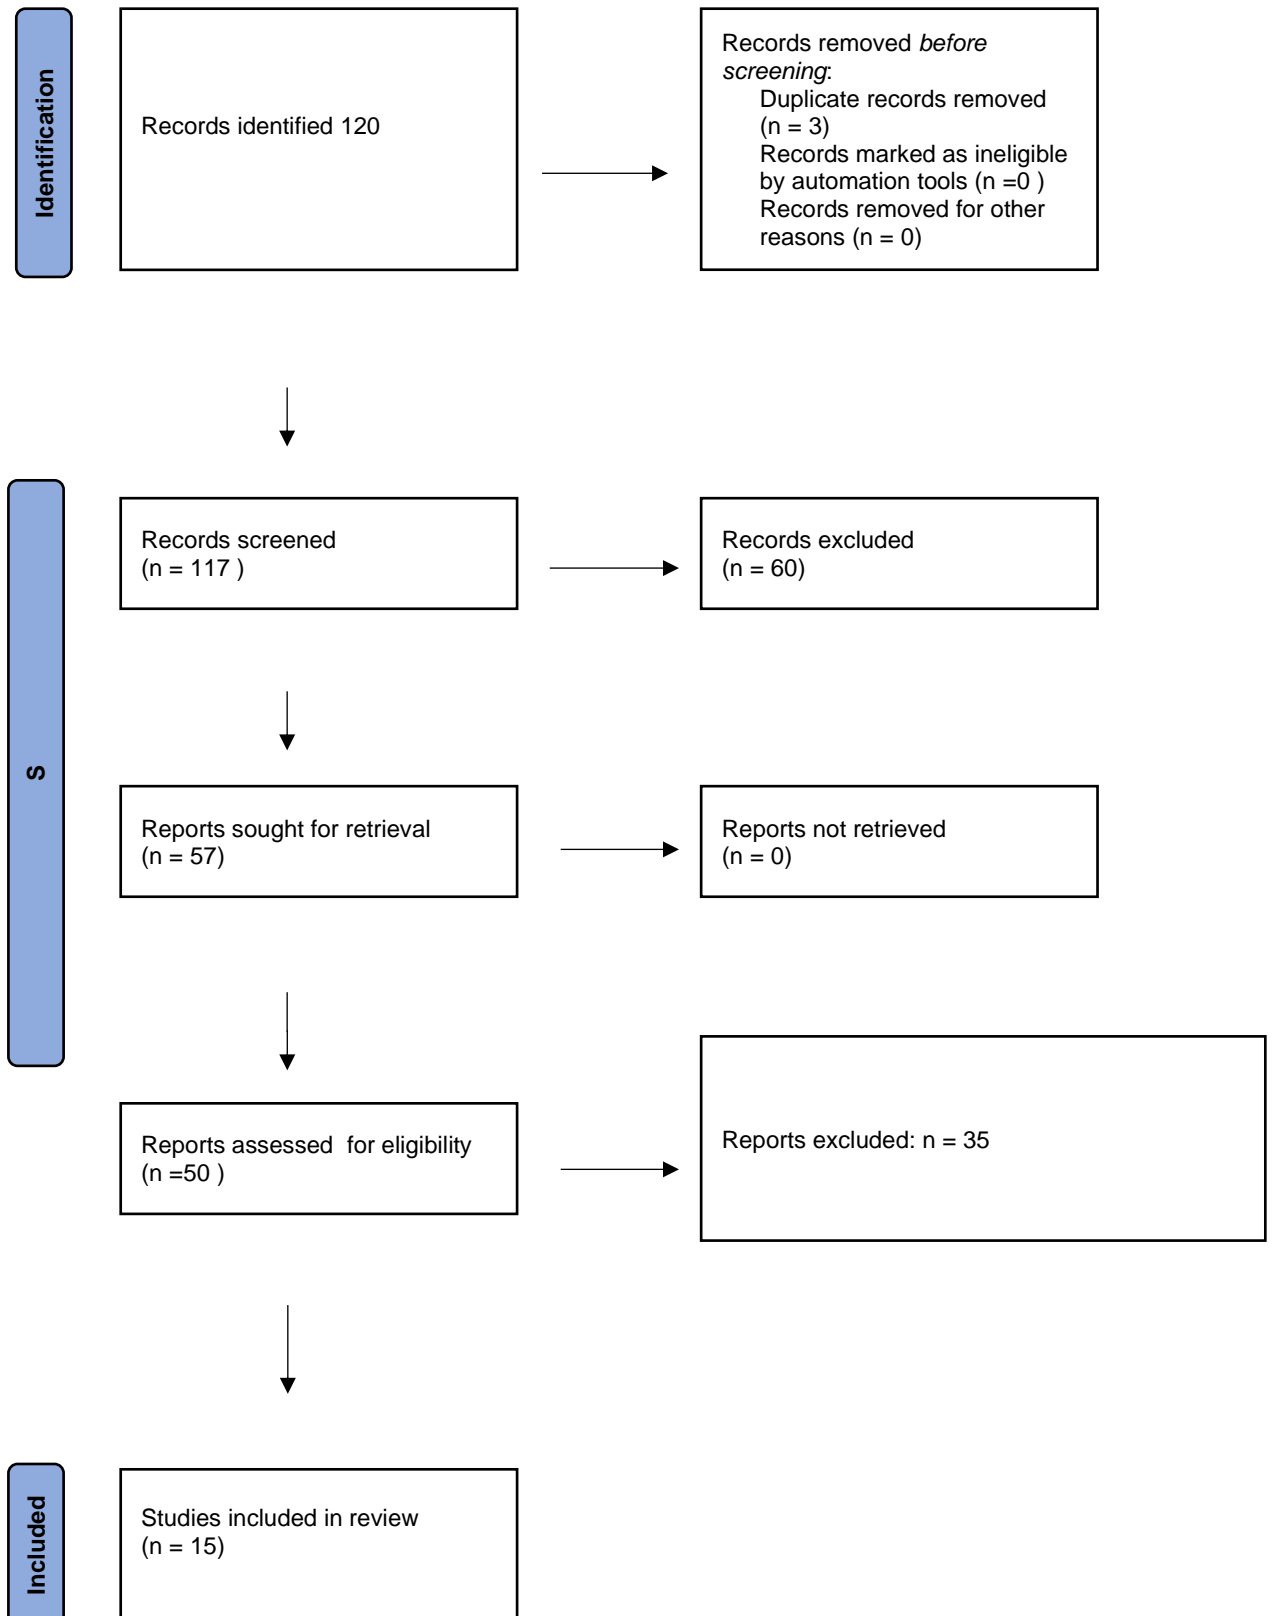 Identification
Records identified 120
Records removed before
screening:
Duplicate records removed
(n = 3)
Records marked as ineligible
by automation tools (n =0 )
Records removed for other
reasons (n = 0)
S
Records screened
(n = 117 )
Records excluded
(n = 60)
Reports sought for retrieval
(n = 57)
Reports not retrieved
(n = 0)
Reports assessed  for eligibility
(n =50 )
Reports excluded: n = 35
Included
Studies included in review
(n = 15)